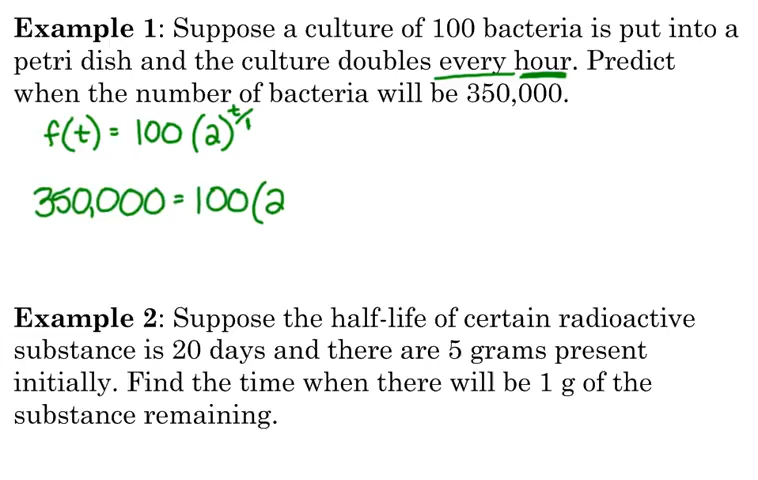 Example 1: Suppose a culture of 100 bacteria is put into a
petri dish and the culture doubles every hour. Predict
when the number of bacteria will be 350,000.
f(t) = 100 (2)^t/1
350,000 = 100(2
Example 2: Suppose the half-life of certain radioactive
substance is 20 days and there are 5 grams present
initially. Find the time when there will be 1 g of the
substance remaining.